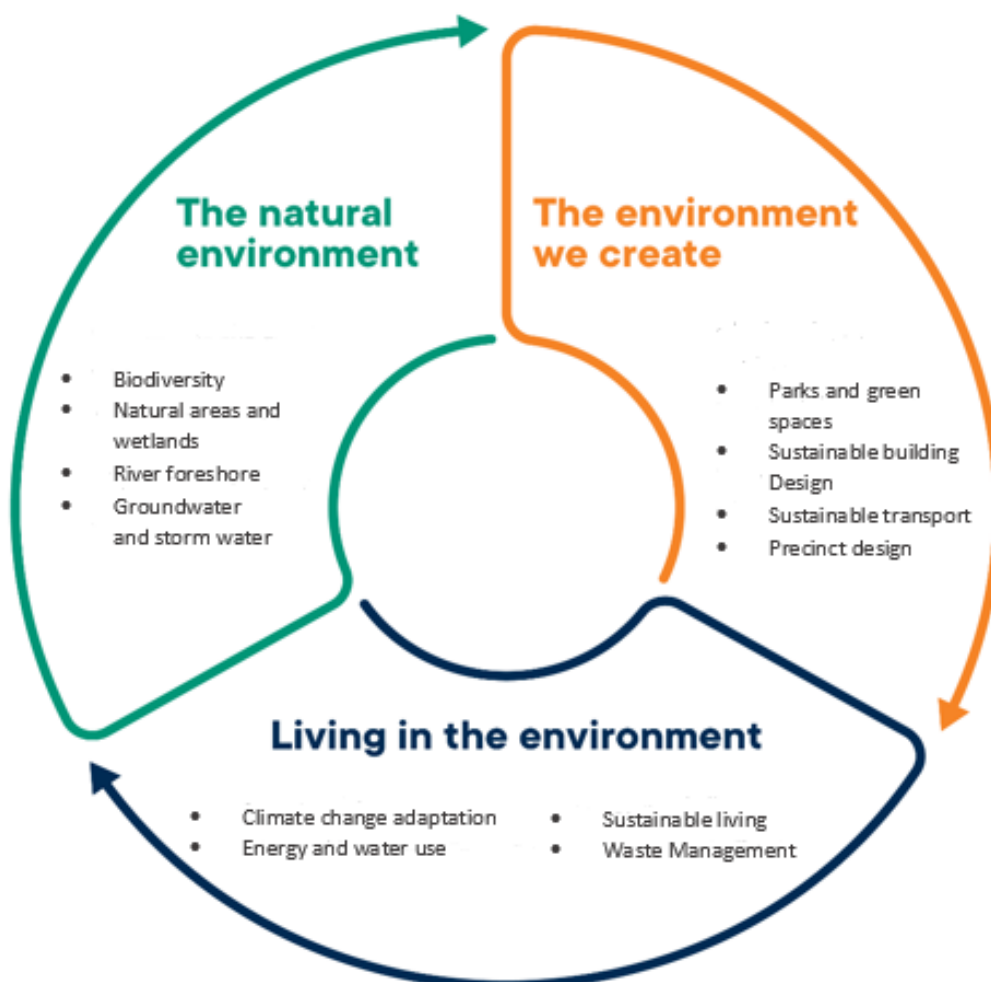 The natural
environment
• Biodiversity
• Natural areas and
wetlands
• River foreshore
• Groundwater
and storm water
The environment
we create
• Parks and green
spaces
• Sustainable building
Design
• Sustainable transport
• Precinct design
Living in the environment
• Climate change adaptation
• Energy and water use
• Sustainable living
• Waste Management